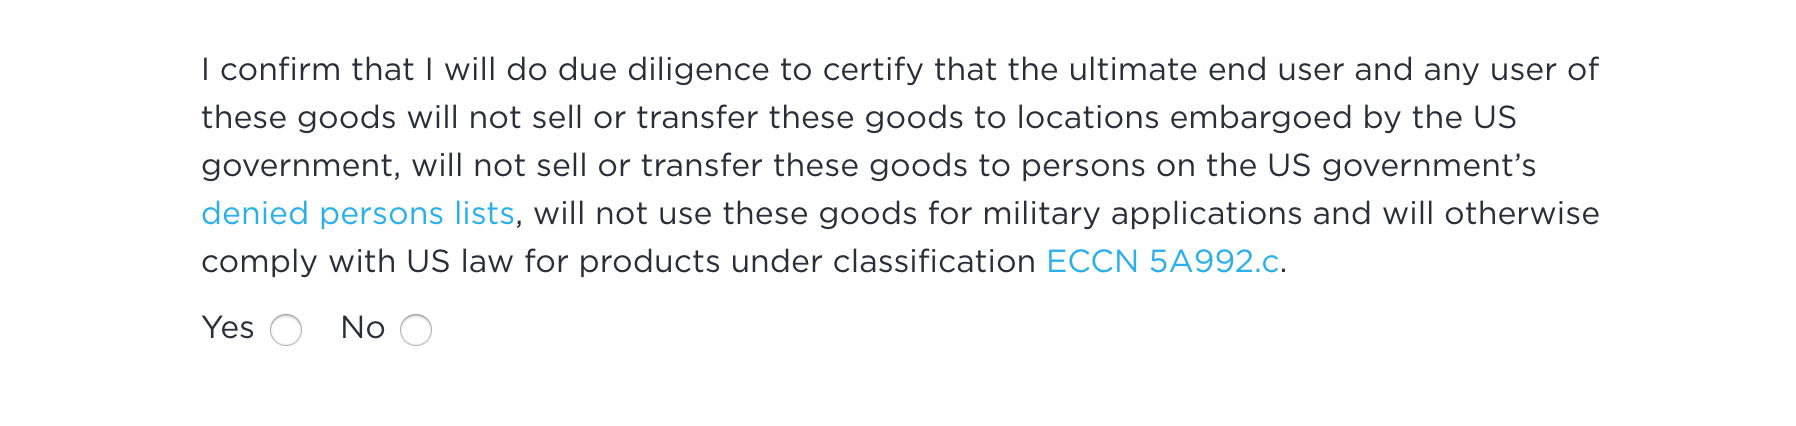 I confirm that I will do due diligence to certify that the ultimate end user and any user of
these goods will not sell or transfer these goods to locations embargoed by the US
government, will not sell or transfer these goods to persons on the US government’s
denied persons lists, will not use these goods for military applications and will otherwise
comply with US law for products under classification ECCN 5A992.c.
Yes No